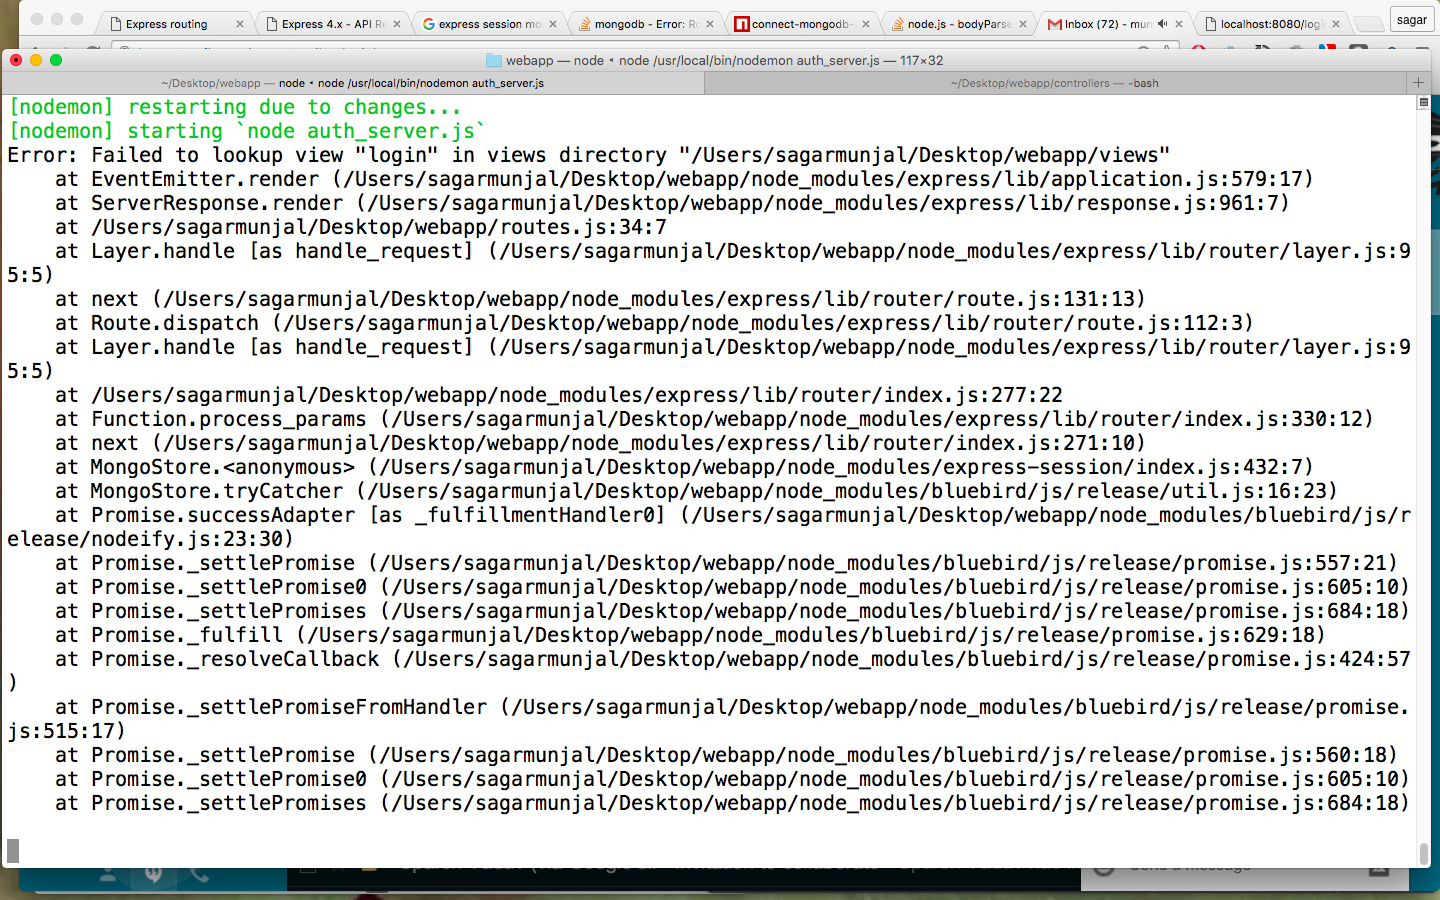 Express routing
Express 4.x - API Re
express session mo
mongodb - Error: Re
connect-mongodb-
node.js - bodyParse
Inbox (72) - mun
localhost:8080/logi
sagar
webapp — node ◂ node /usr/local/bin/nodemon auth_server.js — 117×32
~/Desktop/webapp — node ◂ node /usr/local/bin/nodemon auth_server.js
~/Desktop/webapp/controllers — -bash
[nodemon] restarting due to changes...
[nodemon] starting `node auth_server.js`
Error: Failed to lookup view "login" in views directory "/Users/sagarmunjal/Desktop/webapp/views"
at EventEmitter.render (/Users/sagarmunjal/Desktop/webapp/node_modules/express/lib/application.js:579:17)
at ServerResponse.render (/Users/sagarmunjal/Desktop/webapp/node_modules/express/lib/response.js:961:7)
at /Users/sagarmunjal/Desktop/webapp/routes.js:34:7
at Layer.handle [as handle_request] (/Users/sagarmunjal/Desktop/webapp/node_modules/express/lib/router/layer.js:9
5:5)
at next (/Users/sagarmunjal/Desktop/webapp/node_modules/express/lib/router/route.js:131:13)
at Route.dispatch (/Users/sagarmunjal/Desktop/webapp/node_modules/express/lib/router/route.js:112:3)
at Layer.handle [as handle_request] (/Users/sagarmunjal/Desktop/webapp/node_modules/express/lib/router/layer.js:9
5:5)
at /Users/sagarmunjal/Desktop/webapp/node_modules/express/lib/router/index.js:277:22
at Function.process_params (/Users/sagarmunjal/Desktop/webapp/node_modules/express/lib/router/index.js:330:12)
at next (/Users/sagarmunjal/Desktop/webapp/node_modules/express/lib/router/index.js:271:10)
at MongoStore.<anonymous> (/Users/sagarmunjal/Desktop/webapp/node_modules/express-session/index.js:432:7)
at MongoStore.tryCatcher (/Users/sagarmunjal/Desktop/webapp/node_modules/bluebird/js/release/util.js:16:23)
at Promise.successAdapter [as _fulfillmentHandler0] (/Users/sagarmunjal/Desktop/webapp/node_modules/bluebird/js/r
elease/nodeify.js:23:30)
at Promise._settlePromise (/Users/sagarmunjal/Desktop/webapp/node_modules/bluebird/js/release/promise.js:557:21)
at Promise._settlePromise0 (/Users/sagarmunjal/Desktop/webapp/node_modules/bluebird/js/release/promise.js:605:10)
at Promise._settlePromises (/Users/sagarmunjal/Desktop/webapp/node_modules/bluebird/js/release/promise.js:684:18)
at Promise._fulfill (/Users/sagarmunjal/Desktop/webapp/node_modules/bluebird/js/release/promise.js:629:18)
at Promise._resolveCallback (/Users/sagarmunjal/Desktop/webapp/node_modules/bluebird/js/release/promise.js:424:57
)
at Promise._settlePromiseFromHandler (/Users/sagarmunjal/Desktop/webapp/node_modules/bluebird/js/release/promise.
js:515:17)
at Promise._settlePromise (/Users/sagarmunjal/Desktop/webapp/node_modules/bluebird/js/release/promise.js:560:18)
at Promise._settlePromise0 (/Users/sagarmunjal/Desktop/webapp/node_modules/bluebird/js/release/promise.js:605:10)
at Promise._settlePromises (/Users/sagarmunjal/Desktop/webapp/node_modules/bluebird/js/release/promise.js:684:18)